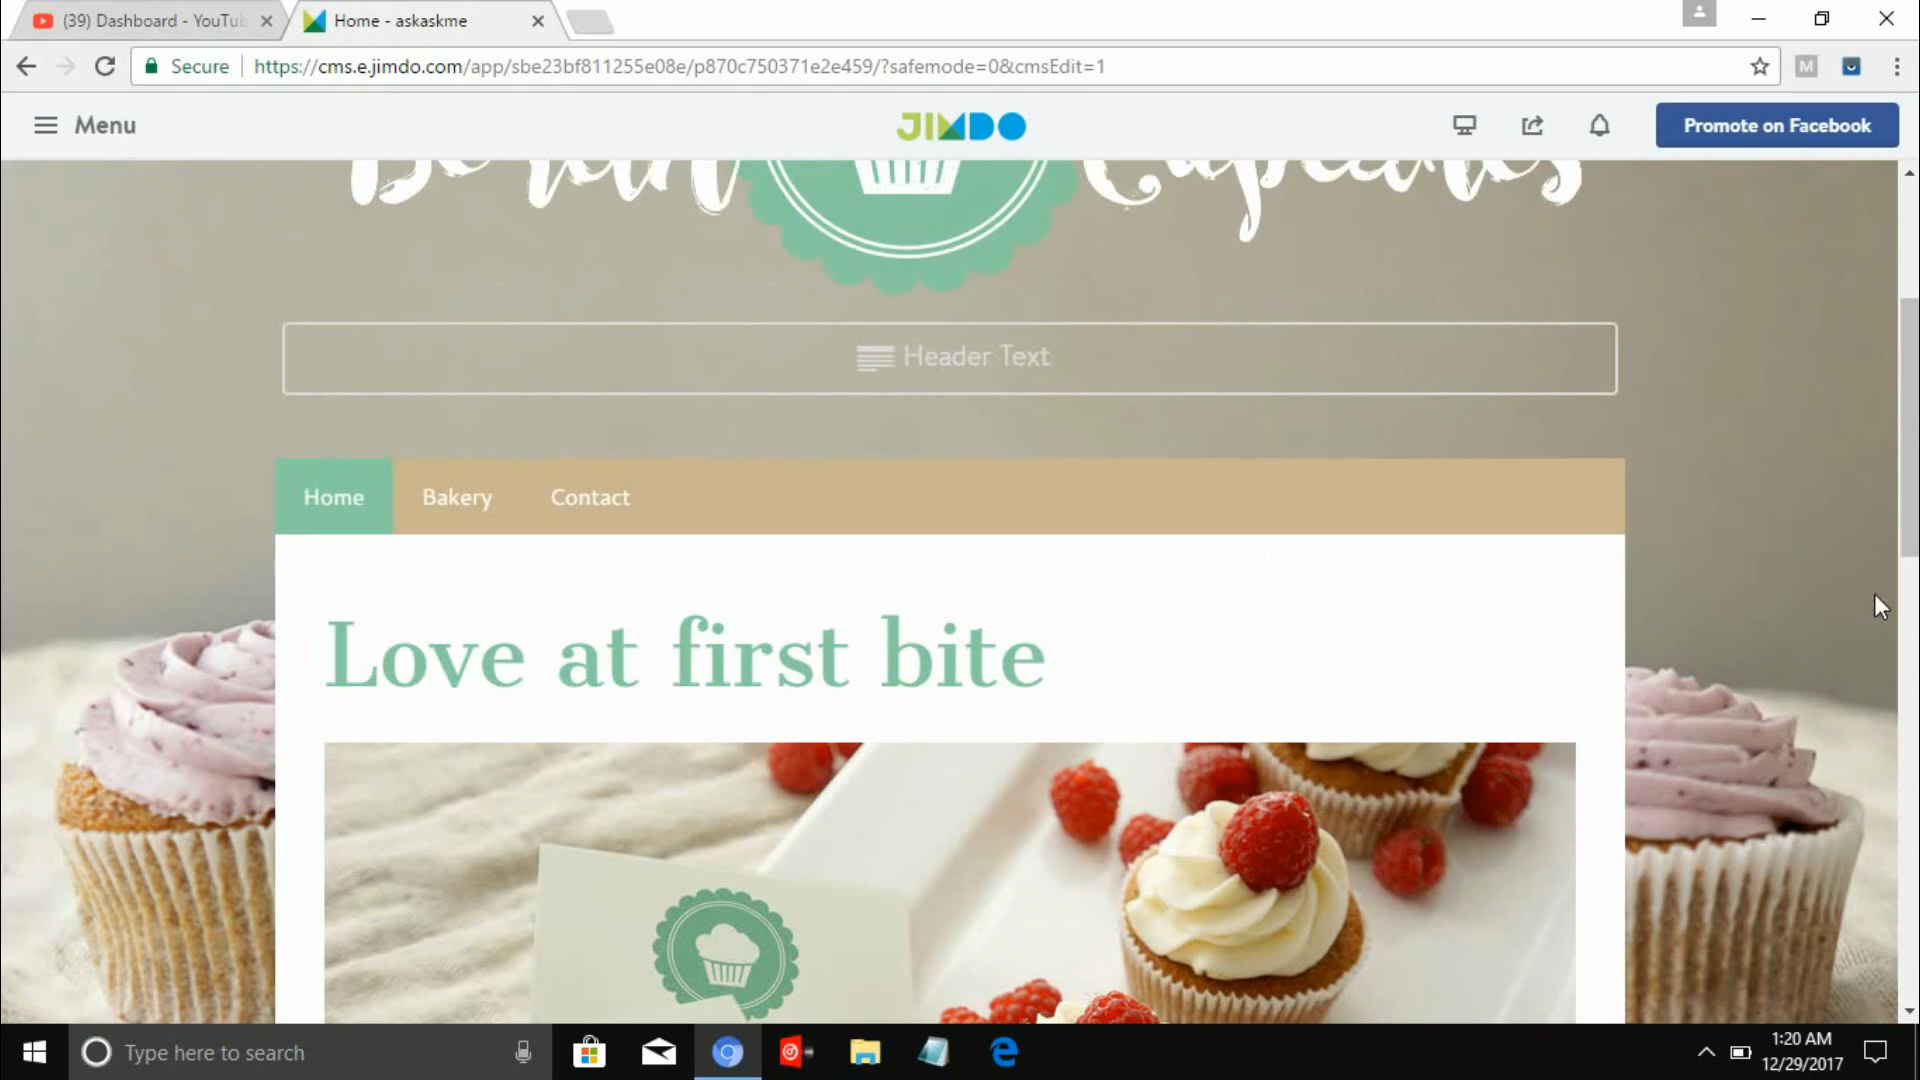 (39) Dashboard - YouTub
Home - askaskme
Secure
https://cms.e.jimdo.com/app/sbe23bf811255e08e/p870c750371e2e459/?safemode=0&cmsEdit=1
M
Menu
JIMDO
Promote on Facebook
Berlin Cupcakes
Header Text
Home
Bakery
Contact
Love at first bite
Type here to search
1:20 AM
12/29/2017